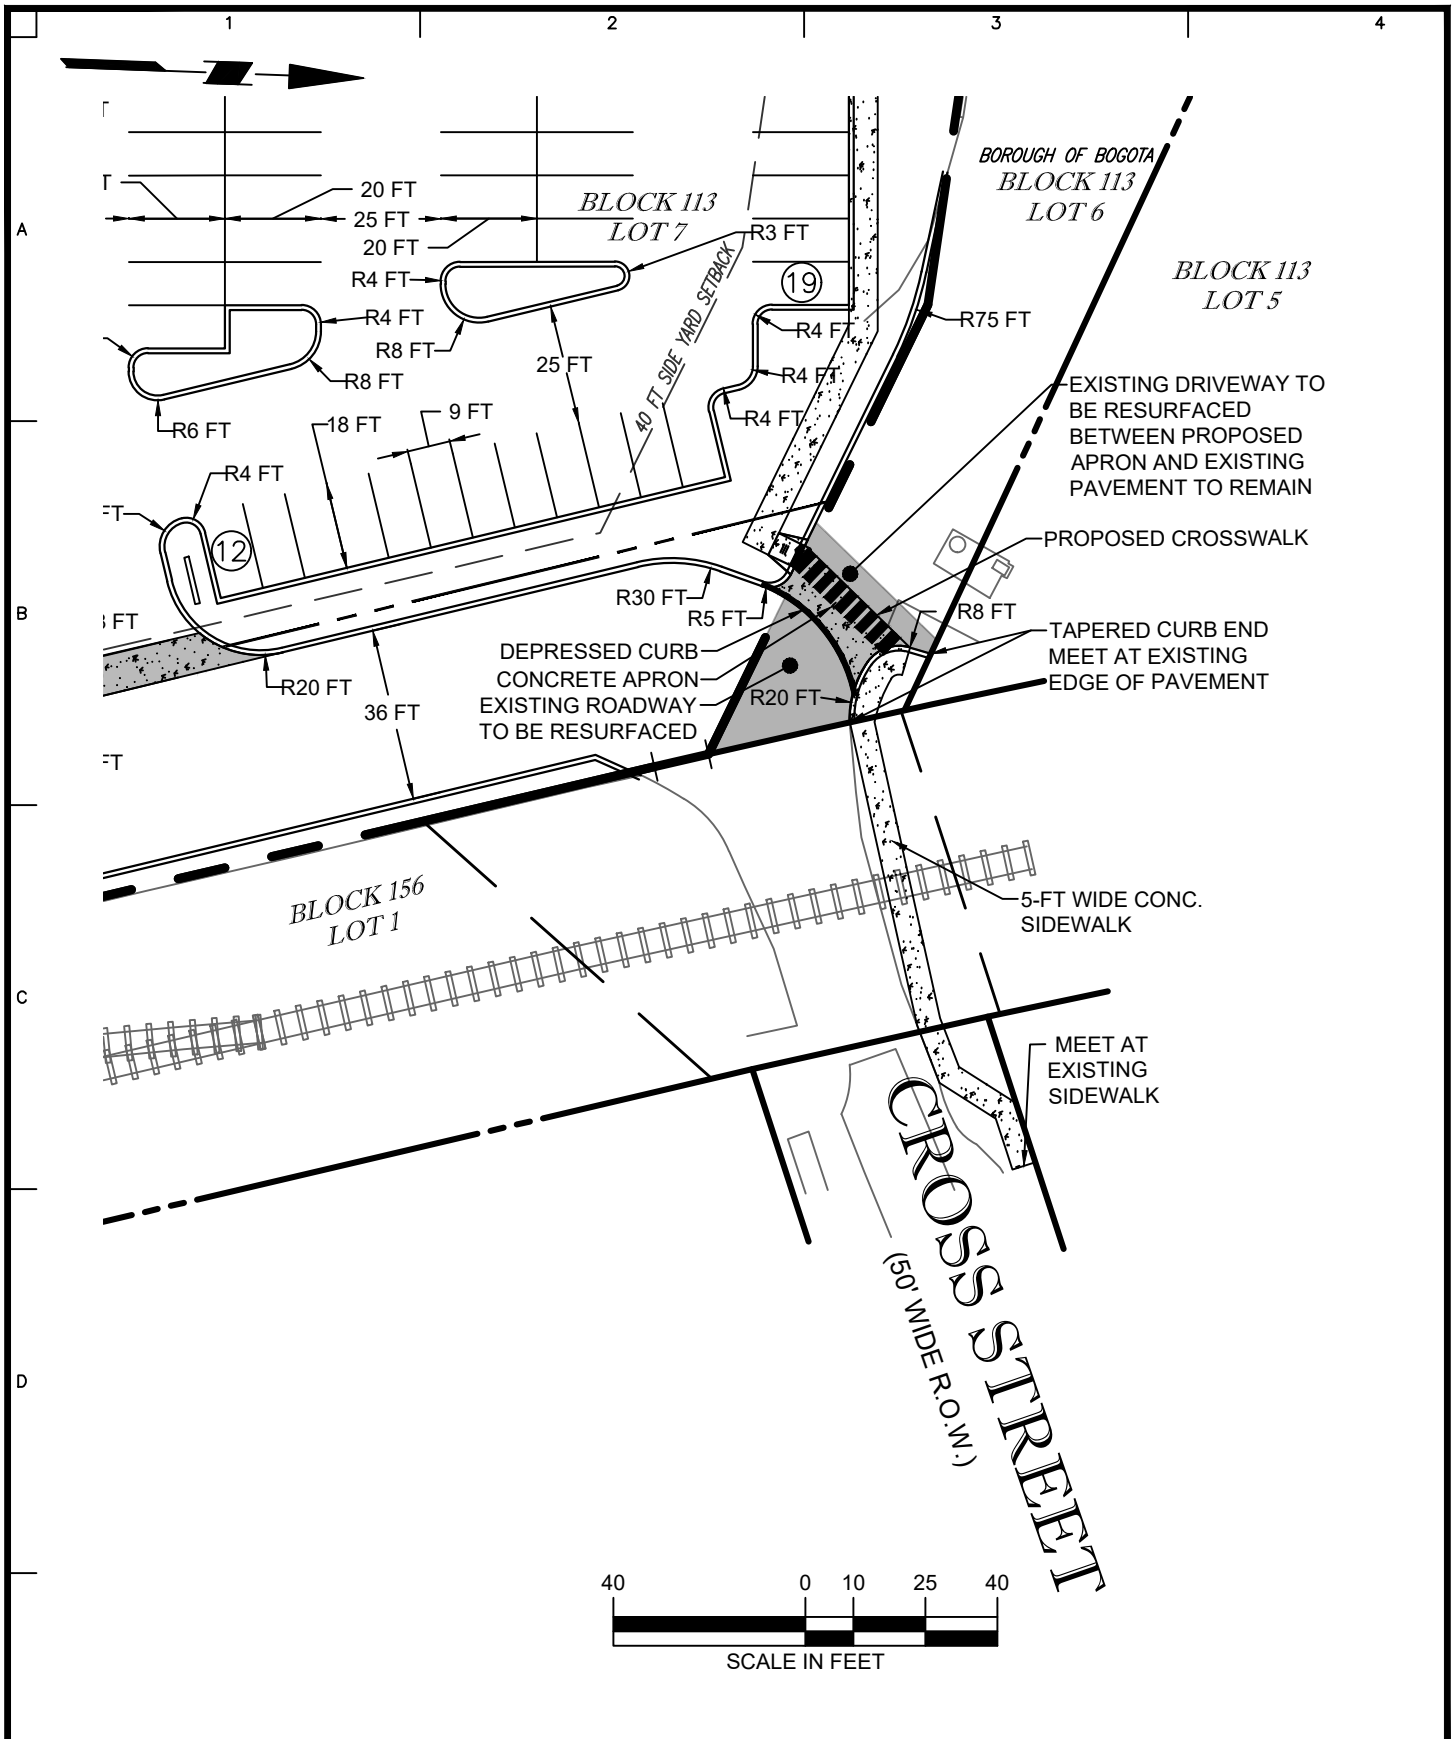 1
2
3
4
A
B
C
D
20 FT
25 FT
20 FT
BLOCK 113
LOT 7
R3 FT
R4 FT
R4 FT
R8 FT
R8 FT
R6 FT
25 FT
40 FT SIDE YARD SETBACK
19
R4 FT
R4 FT
R4 FT
R75 FT
BOROUGH OF BOGOTA
BLOCK 113
LOT 6
BLOCK 113
LOT 5
18 FT
9 FT
R4 FT
FT
12
EXISTING DRIVEWAY TO
BE RESURFACED
BETWEEN PROPOSED
APRON AND EXISTING
PAVEMENT TO REMAIN
PROPOSED CROSSWALK
R30 FT
R5 FT
R8 FT
TAPERED CURB END
MEET AT EXISTING
EDGE OF PAVEMENT
DEPRESSED CURB
CONCRETE APRON
EXISTING ROADWAY
TO BE RESURFACED
R20 FT
R20 FT
36 FT
FT
FT
BLOCK 156
LOT 1
5-FT WIDE CONC.
SIDEWALK
MEET AT
EXISTING
SIDEWALK
CROSS STREET
(50' WIDE R.O.W.)
40 0 10 25 40
SCALE IN FEET